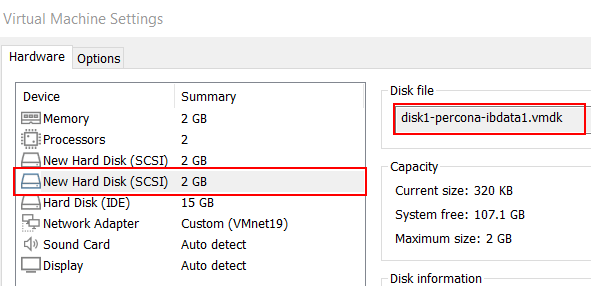 Virtual Machine Settings
Hardware Options
Device Summary
Memory 2 GB
Processors 2
New Hard Disk (SCSI) 2 GB
New Hard Disk (SCSI) 2 GB
Hard Disk (IDE) 15 GB
Network Adapter Custom (VMnet19)
Sound Card Auto detect
Display Auto detect
Disk file
disk1-percona-ibdata1.vmdk
Capacity
Current size: 320 KB
System free: 107.1 GB
Maximum size: 2 GB
Disk information